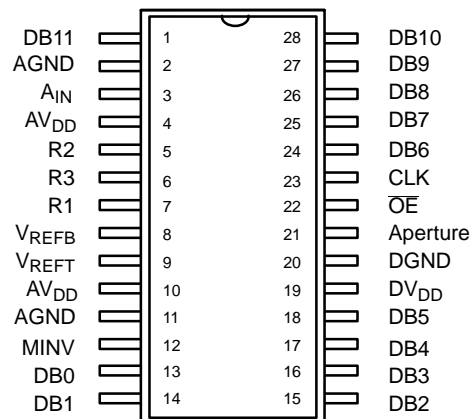 DB11 1 28 DB10
AGND 2 27 DB9
AIN 3 26 DB8
AVDD 4 25 DB7
R2 5 24 DB6
R3 6 23 CLK
R1 7 22 O̅E̅
VREFB 8 21 Aperture
VREFT 9 20 DGND
AVDD 10 19 DVDD
AGND 11 18 DB5
MINV 12 17 DB4
DB0 13 16 DB3
DB1 14 15 DB2